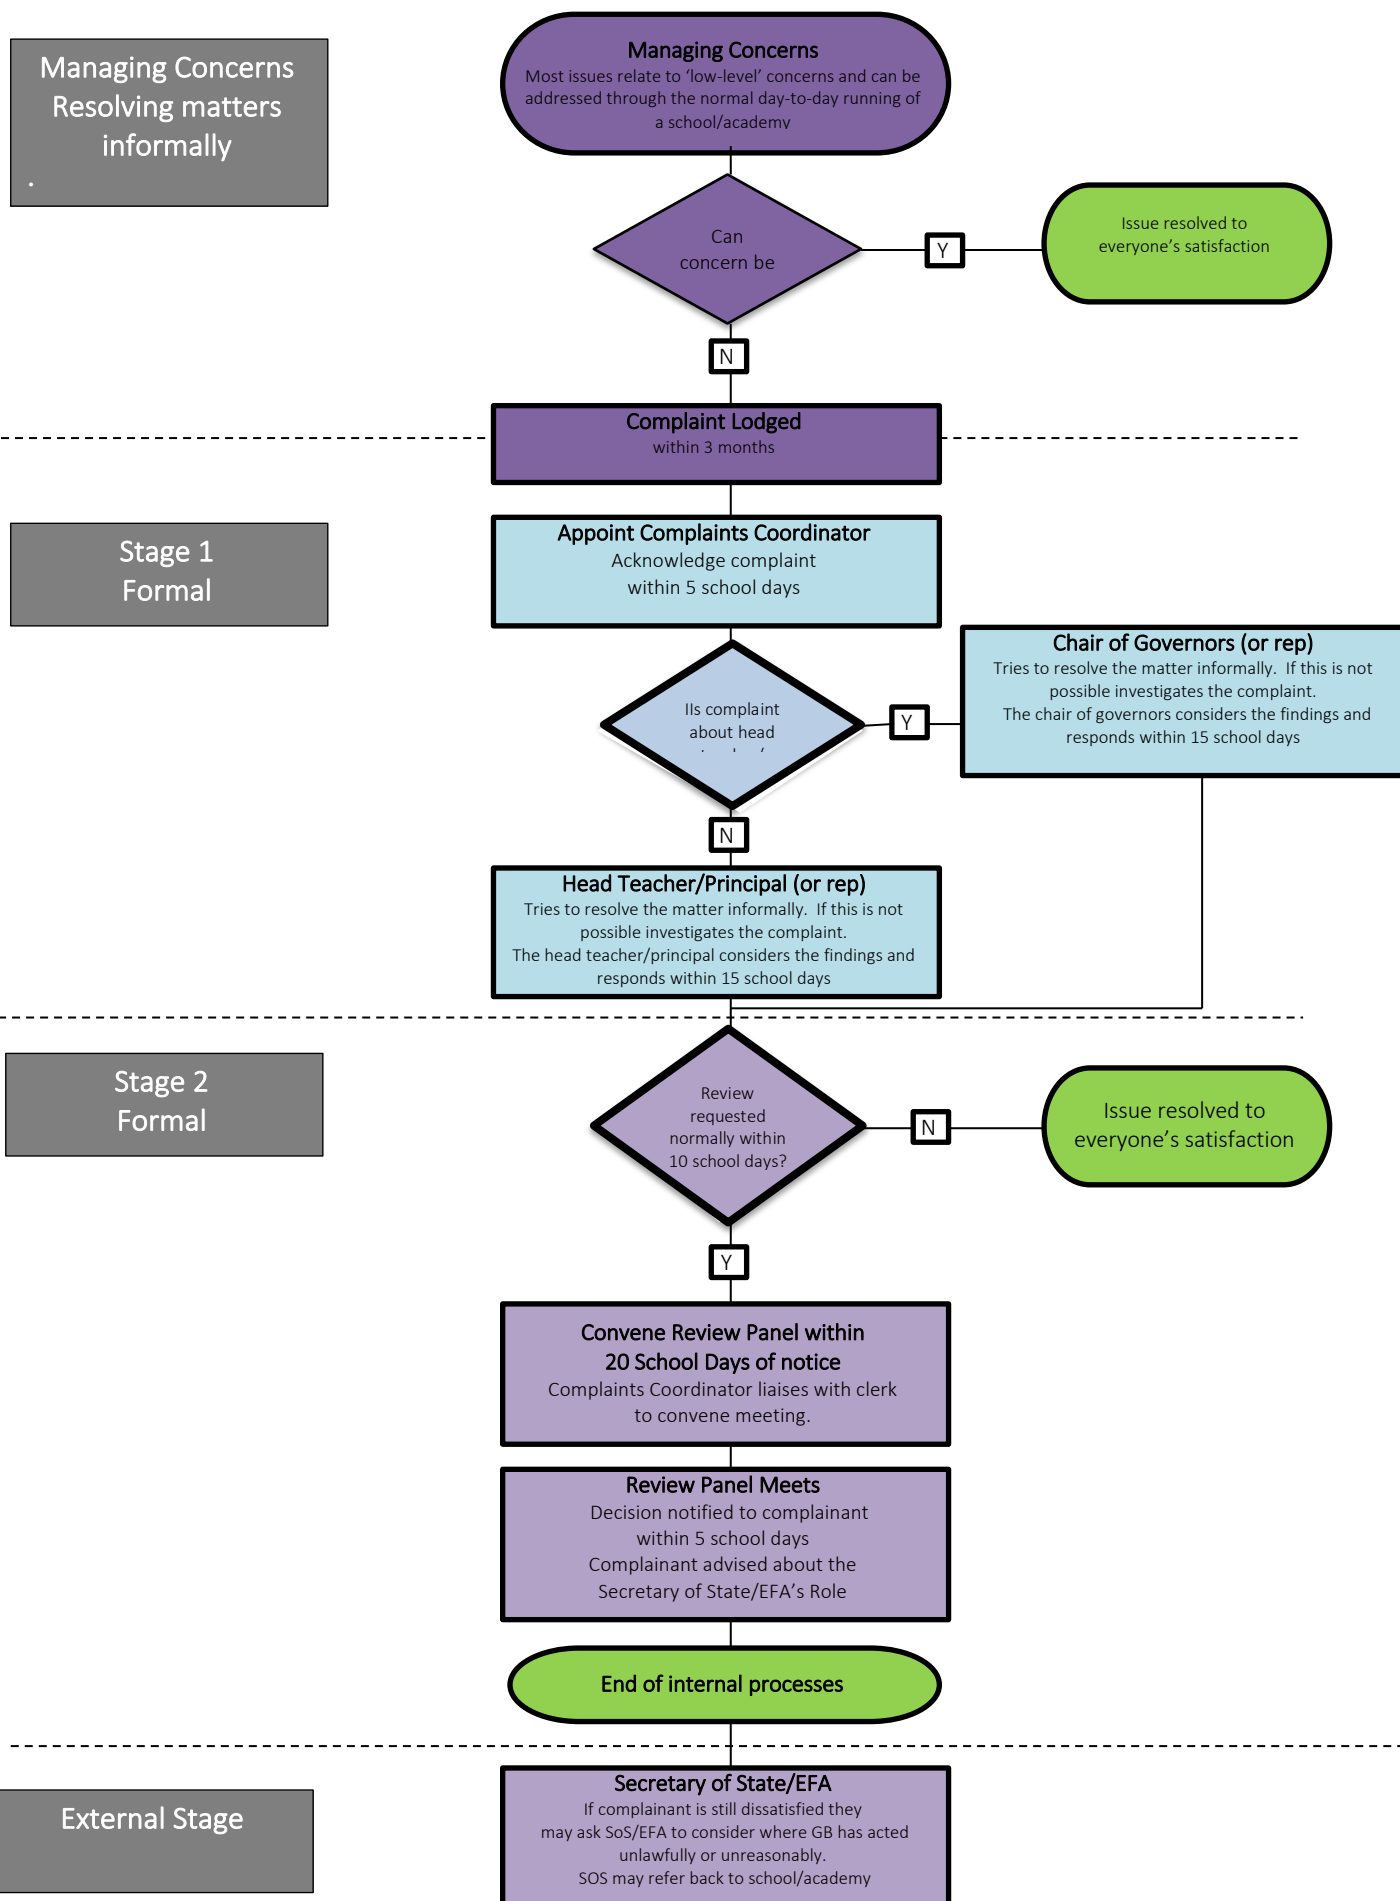 Managing Concerns
Resolving matters
informally
.
Managing Concerns
Most issues relate to ‘low-level’ concerns and can be
addressed through the normal day-to-day running of
a school/academy
Can
concern be
Y
Issue resolved to
everyone’s satisfaction
N
Complaint Lodged
within 3 months
Stage 1
Formal
Appoint Complaints Coordinator
Acknowledge complaint
within 5 school days
IIs complaint
about head
Y
Chair of Governors (or rep)
Tries to resolve the matter informally.  If this is not
possible investigates the complaint.
The chair of governors considers the findings and
responds within 15 school days
N
Head Teacher/Principal (or rep)
Tries to resolve the matter informally.  If this is not
possible investigates the complaint.
The head teacher/principal considers the findings and
responds within 15 school days
Stage 2
Formal
Review
requested
normally within
10 school days?
N
Issue resolved to
everyone’s satisfaction
Y
Convene Review Panel within
20 School Days of notice
Complaints Coordinator liaises with clerk
to convene meeting.
Review Panel Meets
Decision notified to complainant
within 5 school days
Complainant advised about the
Secretary of State/EFA’s Role
End of internal processes
External Stage
Secretary of State/EFA
If complainant is still dissatisfied they
may ask SoS/EFA to consider where GB has acted
unlawfully or unreasonably.
SOS may refer back to school/academy